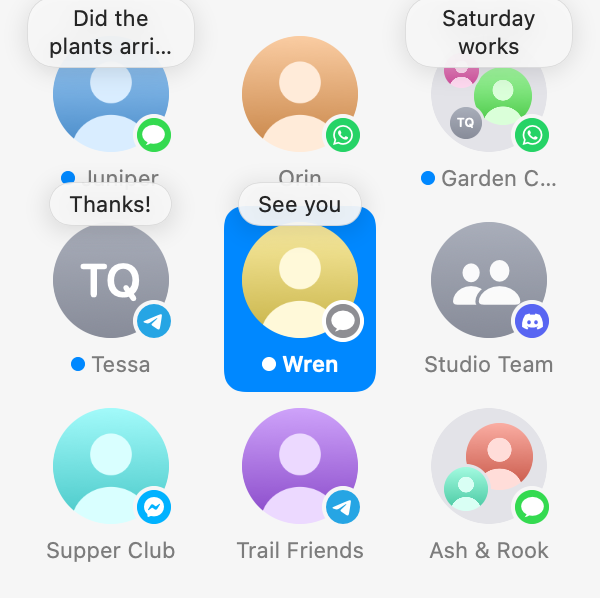 Did the
plants arri...
Saturday
works
TQ
Juniper
Orin
Garden C...
Thanks!
See you
TQ
Tessa
Wren
Studio Team
Supper Club
Trail Friends
Ash & Rook